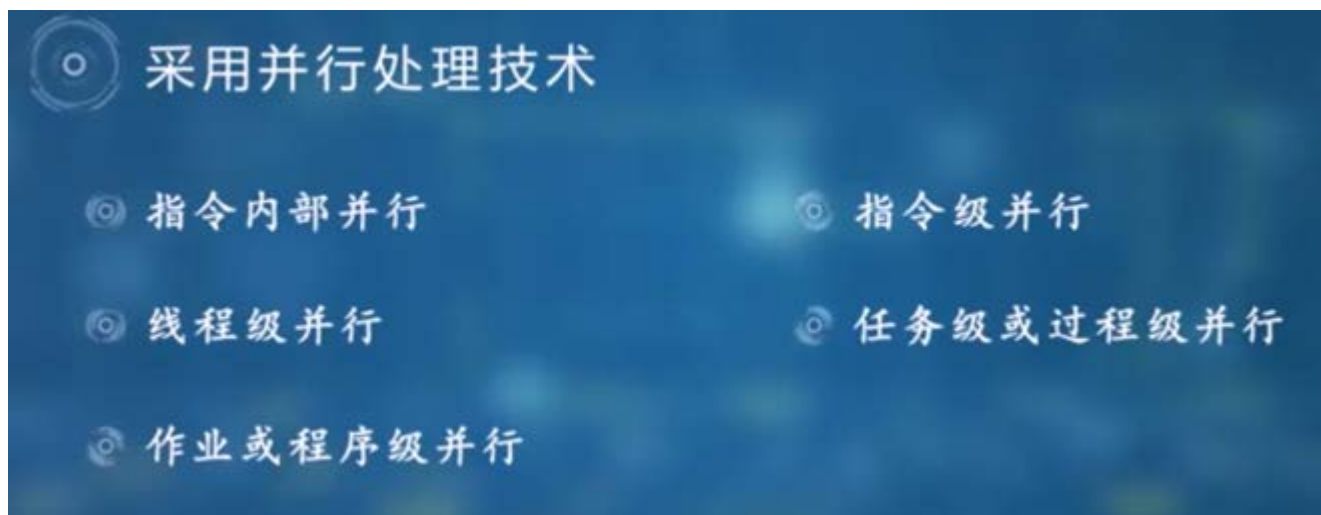 采用并行处理技术
指令内部并行
指令级并行
线程级并行
任务级或过程级并行
作业或程序级并行